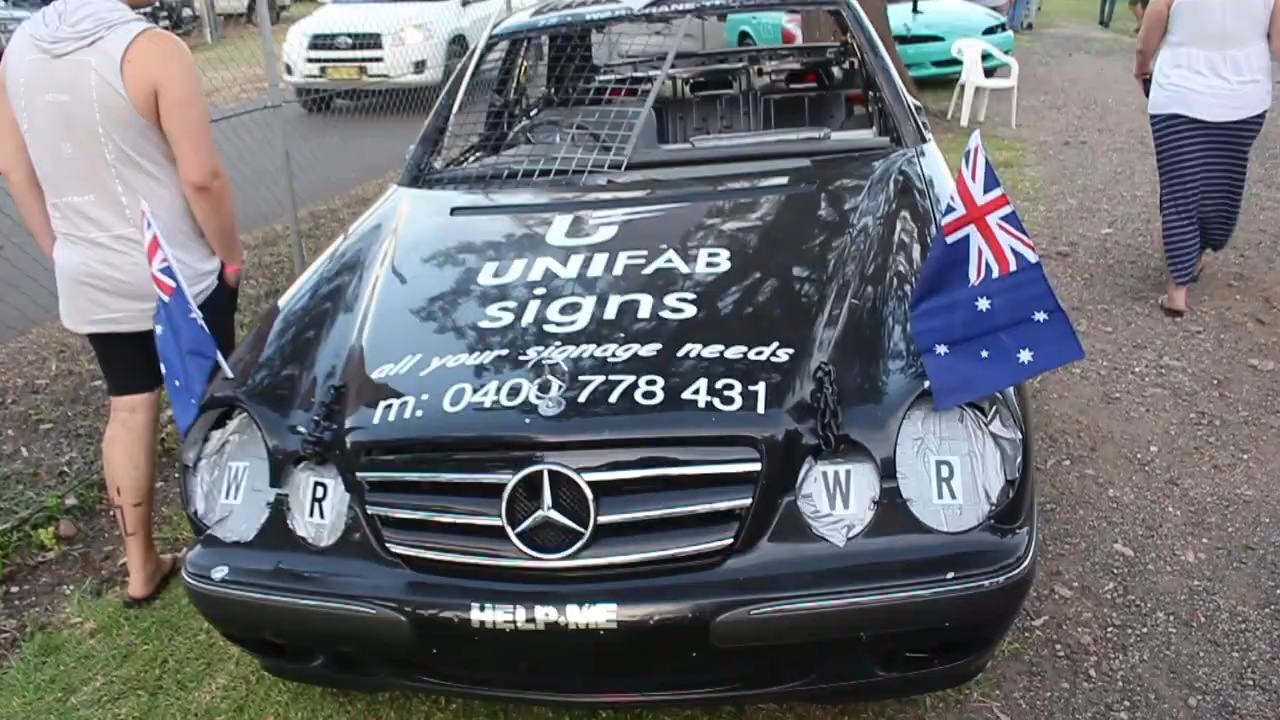 UNIFAB
signs
all your signage needs
m: 0400 778 431
W R W R
HELP·ME